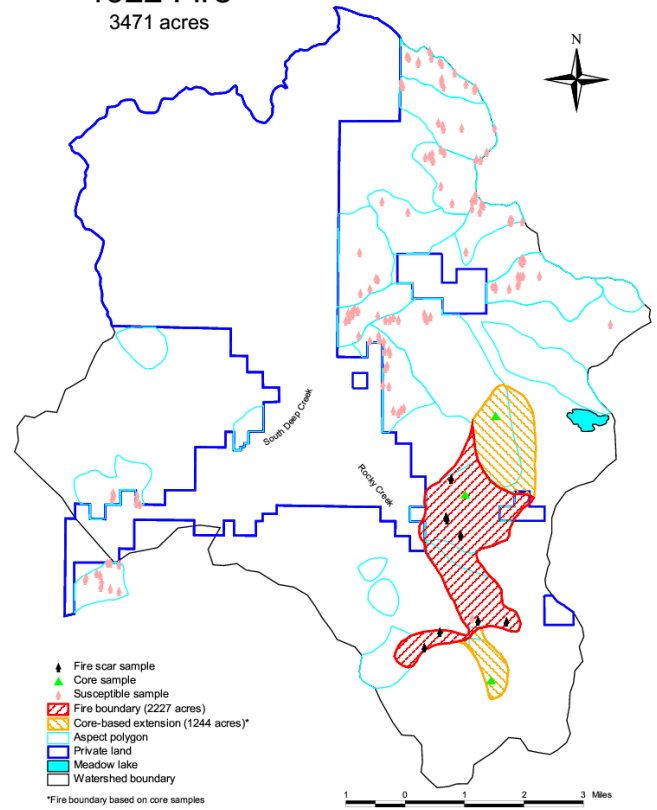 3471 acres
N
South Deep Creek
Rocky Creek
Fire scar sample
Core sample
Susceptible sample
Fire boundary (2227 acres)
Core-based extension (1244 acres)*
Aspect polygon
Private land
Meadow lake
Watershed boundary
*Fire boundary based on core samples
1 0 1 2 3 Miles